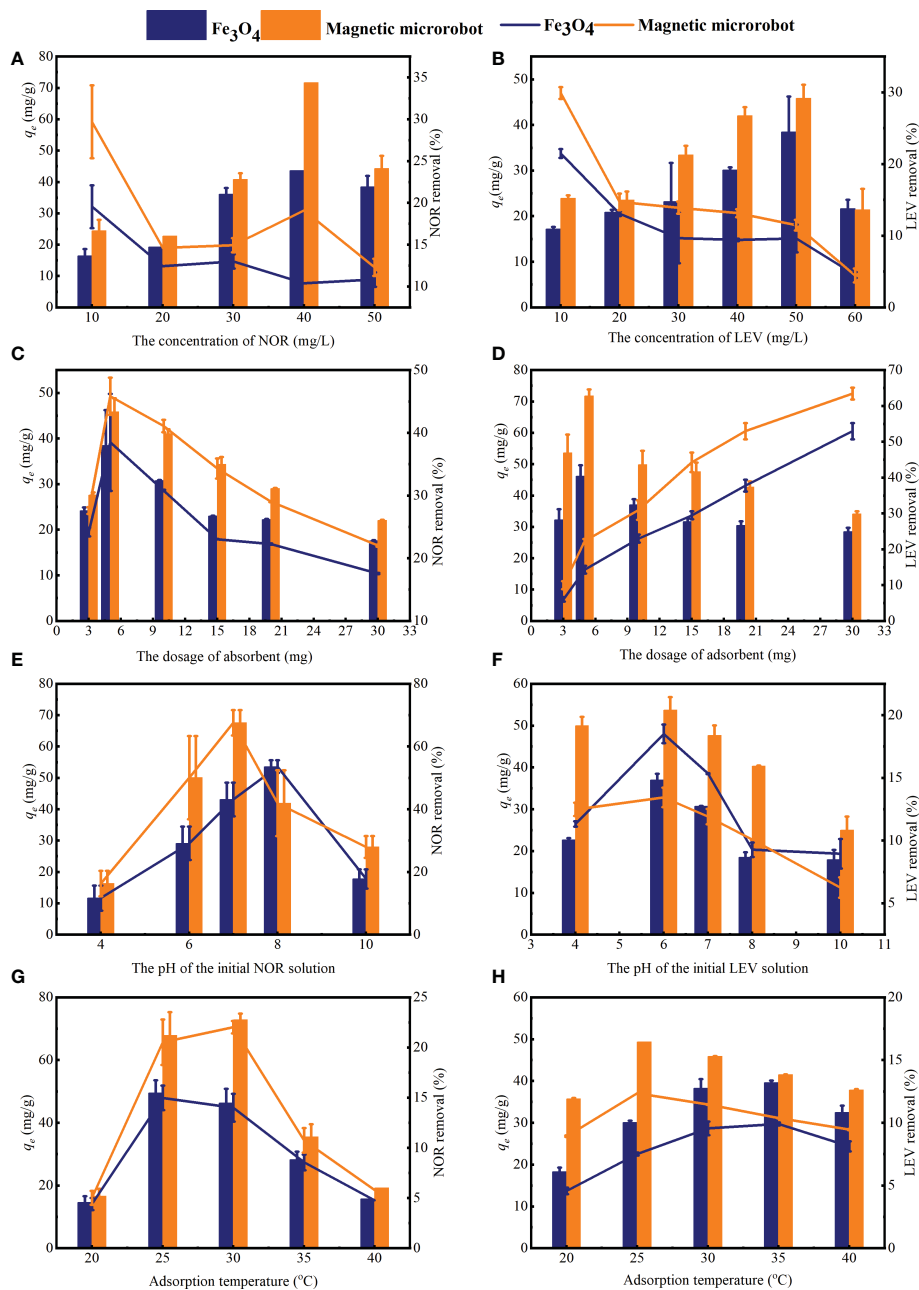 Fe3O4 Magnetic microrobot Fe3O4 Magnetic microrobot
A
80
70
60
50
40
30
20
10
0
qe (mg/g)
35
30
25
20
15
10
NOR removal (%)
10 20 30 40 50
The concentration of NOR (mg/L)
B
50
40
30
20
10
0
qe(mg/g)
30
20
10
0
LEV removal (%)
10 20 30 40 50 60
The concentration of LEV (mg/L)
C
50
40
30
20
10
0
qe (mg/g)
50
40
30
20
10
NOR removal (%)
0 3 6 9 12 15 18 21 24 27 30 33
The dosage of absorbent (mg)
D
80
70
60
50
40
30
20
10
0
qe (mg/g)
70
60
50
40
30
20
10
0
LEV removal (%)
0 3 6 9 12 15 18 21 24 27 30 33
The dosage of adsorbent (mg)
E
80
70
60
50
40
30
20
10
0
qe (mg/g)
80
60
40
20
0
NOR removal (%)
4 6 8 10
The pH of the initial NOR solution
F
60
50
40
30
20
10
0
qe (mg/g)
20
15
10
5
LEV removal (%)
3 4 5 6 7 8 9 10 11
The pH of the initial LEV solution
G
80
60
40
20
0
qe (mg/g)
25
20
15
10
5
0
NOR removal (%)
20 25 30 35 40
Adsorption temperature (oC)
H
60
50
40
30
20
10
0
qe (mg/g)
20
15
10
5
0
LEV removal (%)
20 25 30 35 40
Adsorption temperature (oC)